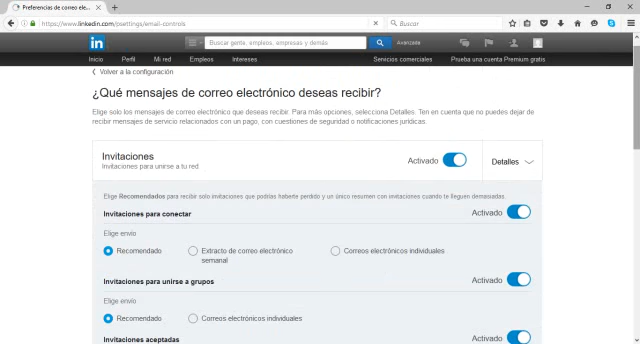 Preferencias de correo ele...
https://www.linkedin.com/psettings/email-controls
Buscar
in
Buscar gente, empleos, empresas y demás
Avanzada
Inicio Perfil Mi red Empleos Intereses Servicios comerciales Prueba una cuenta Premium gratis
Volver a la configuración
¿Qué mensajes de correo electrónico deseas recibir?
Elige solo los mensajes de correo electrónico que deseas recibir. Para más opciones, selecciona Detalles. Ten en cuenta que no puedes dejar de
recibir mensajes de servicio relacionados con un pago, con cuestiones de seguridad o notificaciones jurídicas.
Invitaciones
Invitaciones para unirse a tu red.
Activado
Detalles
Elige Recomendados para recibir solo invitaciones que podrías haberte perdido y un único resumen con invitaciones cuando te lleguen demasiadas.
Invitaciones para conectar Activado
Elige envío
Recomendado Extracto de correo electrónico Correos electrónicos individuales
semanal
Invitaciones para unirse a grupos Activado
Elige envío
Recomendado Correos electrónicos individuales
Invitaciones aceptadas Activado